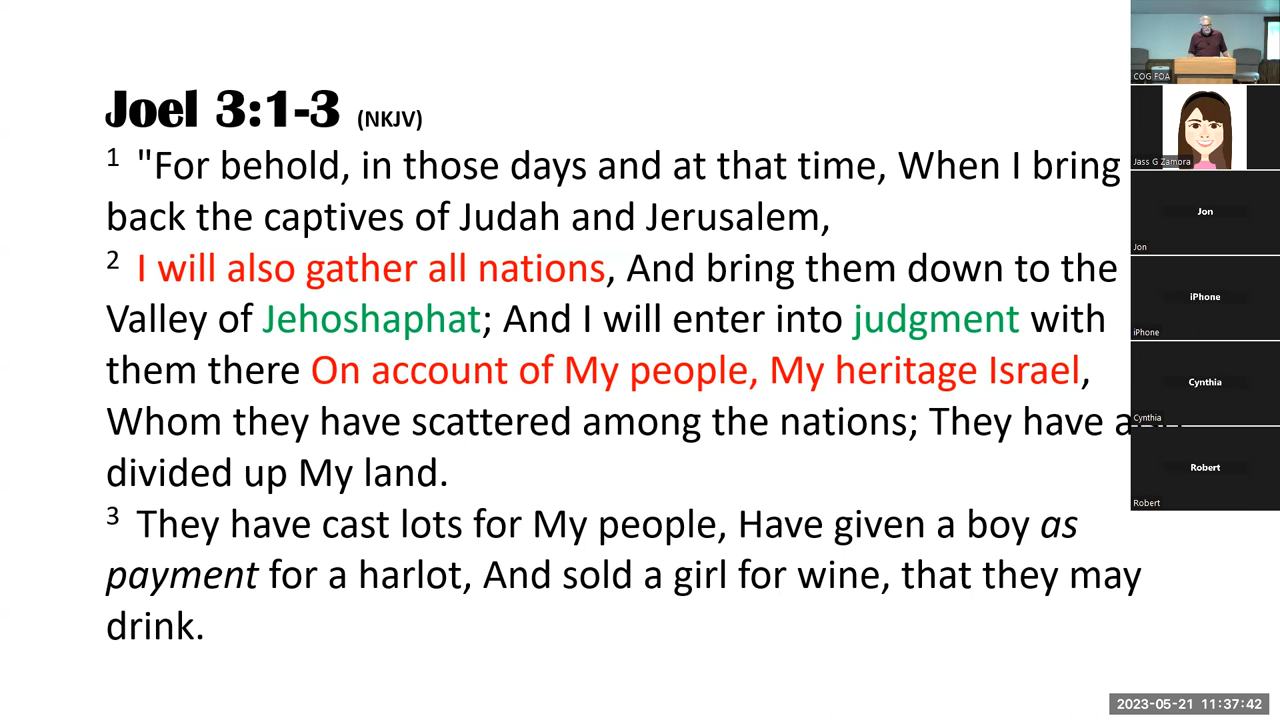 Joel 3:1-3 (NKJV)
1 "For behold, in those days and at that time, When I bring
back the captives of Judah and Jerusalem,
2 I will also gather all nations, And bring them down to the
Valley of Jehoshaphat; And I will enter into judgment with
them there On account of My people, My heritage Israel,
Whom they have scattered among the nations; They have
divided up My land.
3 They have cast lots for My people, Have given a boy as
payment for a harlot, And sold a girl for wine, that they may
drink.
COG FOA
Jass G Zamora
Jon
Jon
iPhone
iPhone
Cynthia
Cynthia
Robert
Robert
2023-05-21 11:37:42